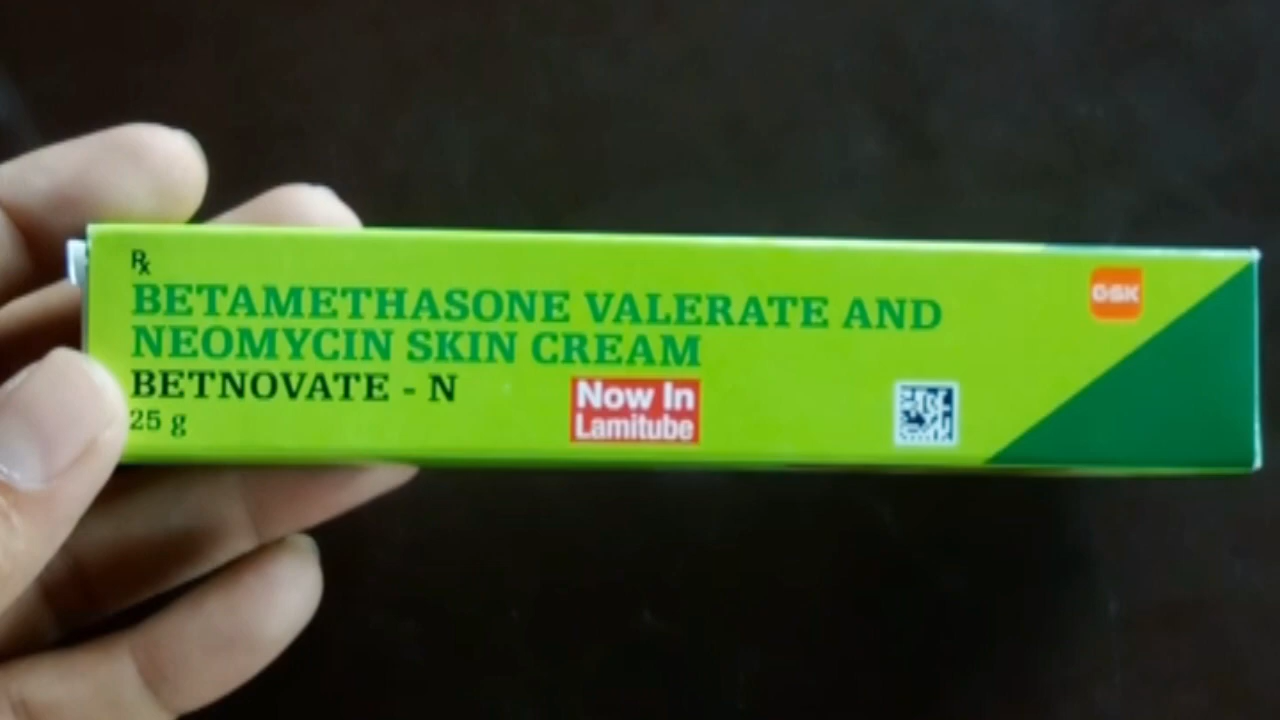 Rx
BETAMETHASONE VALERATE AND
NEOMYCIN SKIN CREAM
BETNOVATE - N
25 g
Now In
Lamitube
GSK